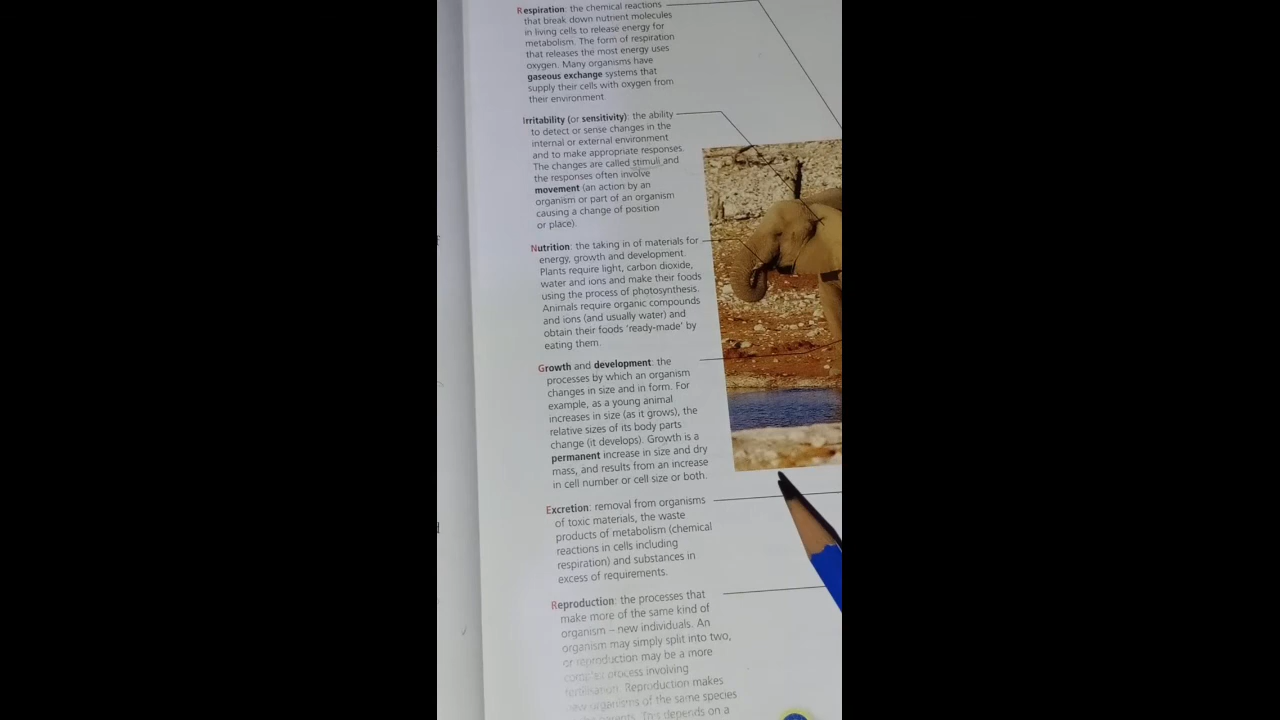 Respiration: the chemical reactions
that break down nutrient molecules
in living cells to release energy for
metabolism. The form of respiration
that releases the most energy uses
oxygen. Many organisms have
gaseous exchange systems that
supply their cells with oxygen from
their environment.
Irritability (or sensitivity): the ability
to detect or sense changes in the
internal or external environment
and to make appropriate responses.
The changes are called stimuli and
the responses often involve
movement (an action by an
organism or part of an organism
causing a change of position
or place).
Nutrition: the taking in of materials for
energy, growth and development.
Plants require light, carbon dioxide,
water and ions and make their foods
using the process of photosynthesis.
Animals require organic compounds
and ions (and usually water) and
obtain their foods ‘ready-made’ by
eating them.
Growth and development: the
processes by which an organism
changes in size and in form. For
example, as a young animal
increases in size (as it grows), the
relative sizes of its body parts
change (it develops). Growth is a
permanent increase in size and dry
mass, and results from an increase
in cell number or cell size or both.
Excretion: removal from organisms
of toxic materials, the waste
products of metabolism (chemical
reactions in cells including
respiration) and substances in
excess of requirements.
Reproduction: the processes that
make more of the same kind of
organism – new individuals. An
organism may simply split into two,
or reproduction may be a more
complex process involving
fertilisation. Reproduction makes
new organisms of the same species
parents. This depends on a